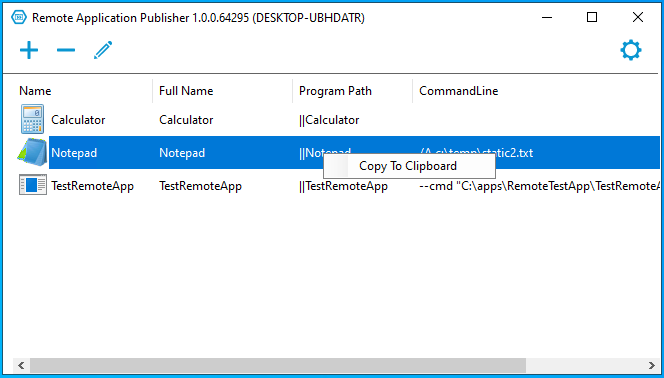 Remote Application Publisher 1.0.0.64295 (DESKTOP-UBHDATR)
Name Full Name Program Path CommandLine
Calculator Calculator ||Calculator
Notepad Notepad ||Notepad /A c:\temp\static2.txt
Copy To Clipboard
TestRemoteApp TestRemoteApp ||TestRemoteApp --cmd "C:\apps\RemoteTestApp\TestRemoteA